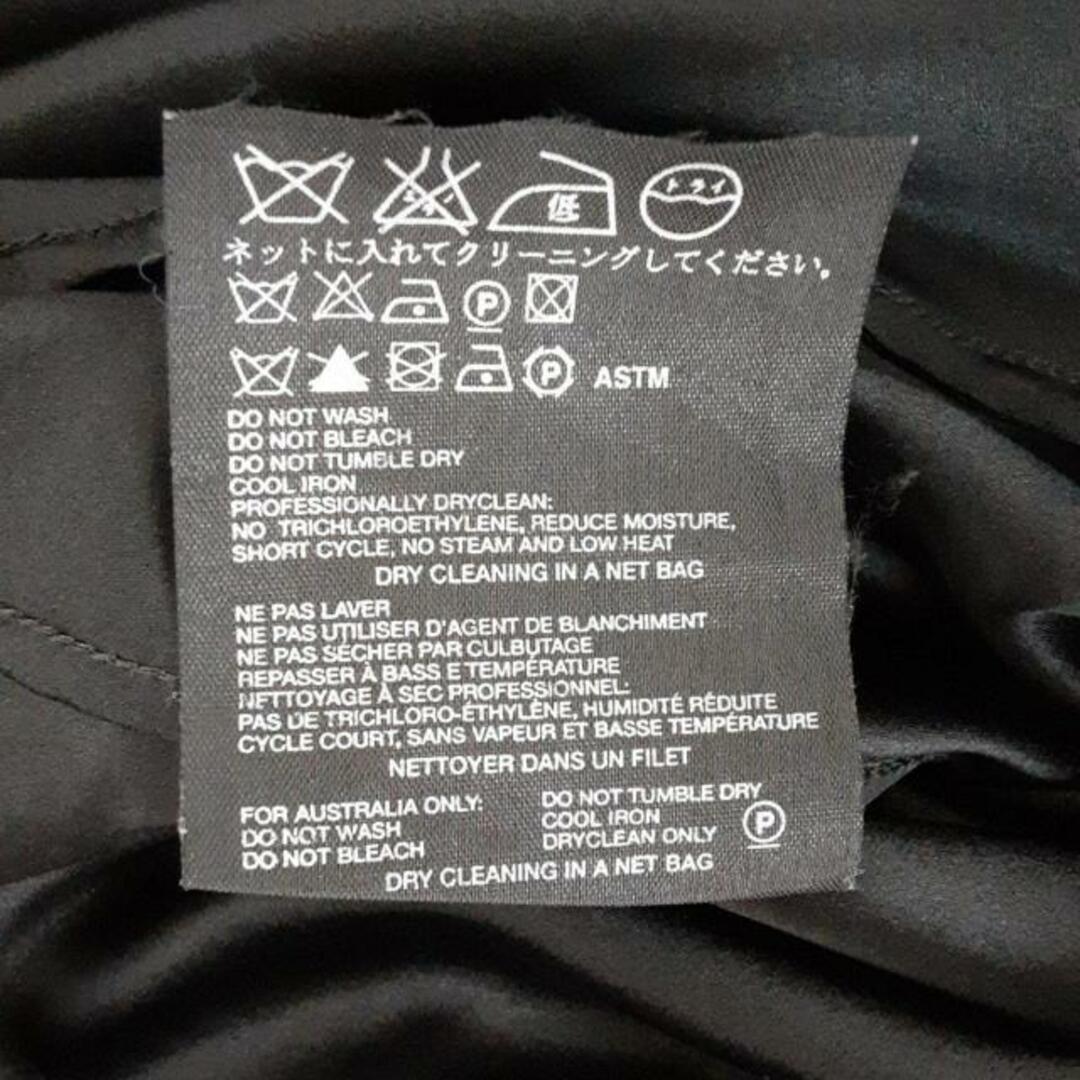 エンソ 低 ドライ
ネットに入れてクリーニングしてください。
P
P ASTM
DO NOT WASH
DO NOT BLEACH
DO NOT TUMBLE DRY
COOL IRON
PROFESSIONALLY DRYCLEAN:
NO TRICHLOROETHYLENE, REDUCE MOISTURE,
SHORT CYCLE, NO STEAM AND LOW HEAT
DRY CLEANING IN A NET BAG
NE PAS LAVER
NE PAS UTILISER D'AGENT DE BLANCHIMENT
NE PAS SÉCHER PAR CULBUTAGE
REPASSER À BASS E TEMPÉRATURE
NETTOYAGE À SEC PROFESSIONNEL:
PAS DE TRICHLORO-ÉTHYLÈNE, HUMIDITÉ RÉDUITE
CYCLE COURT, SANS VAPEUR ET BASSE TEMPÉRATURE
NETTOYER DANS UN FILET
FOR AUSTRALIA ONLY:
DO NOT WASH
DO NOT BLEACH
DO NOT TUMBLE DRY
COOL IRON
DRYCLEAN ONLY P
DRY CLEANING IN A NET BAG